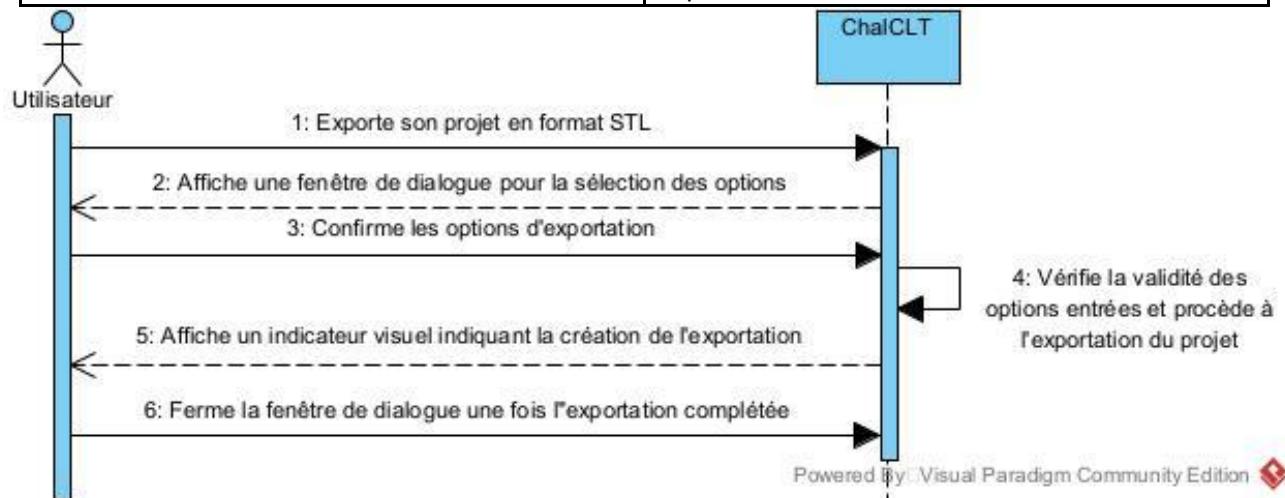 ChalCLT
Utilisateur
1: Exporte son projet en format STL
2: Affiche une fenêtre de dialogue pour la sélection des options
3: Confirme les options d'exportation
4: Vérifie la validité des
options entrées et procède à
l'exportation du projet
5: Affiche un indicateur visuel indiquant la création de l'exportation
6: Ferme la fenêtre de dialogue une fois l"exportation complétée
Powered By Visual Paradigm Community Edition